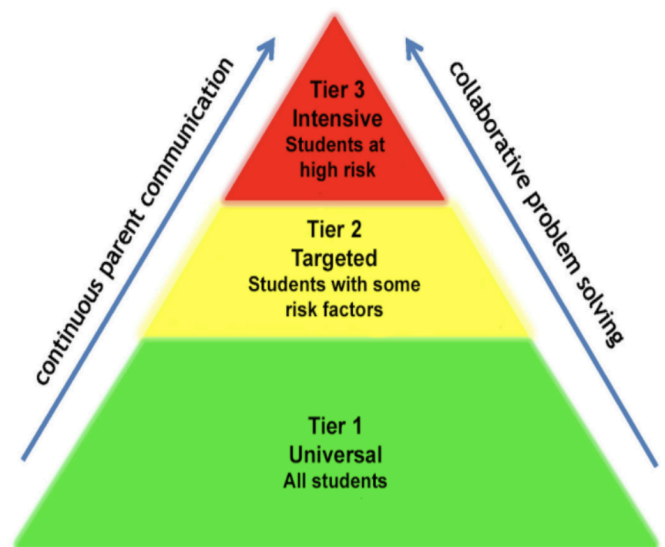 continuous parent communication
collaborative problem solving
Tier 3
Intensive
Students at
high risk
Tier 2
Targeted
Students with some
risk factors
Tier 1
Universal
All students